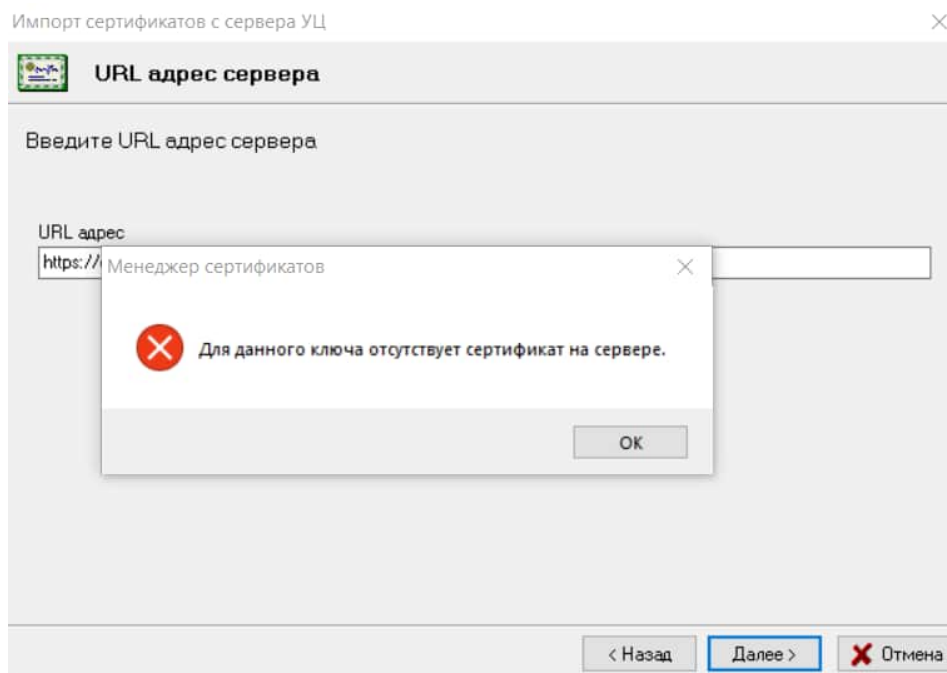 Импорт сертификатов с сервера УЦ
URL адрес сервера
Введите URL адрес сервера
URL адрес
https://
Менеджер сертификатов
Для данного ключа отсутствует сертификат на сервере.
ОК
< Назад
Далее >
Отмена